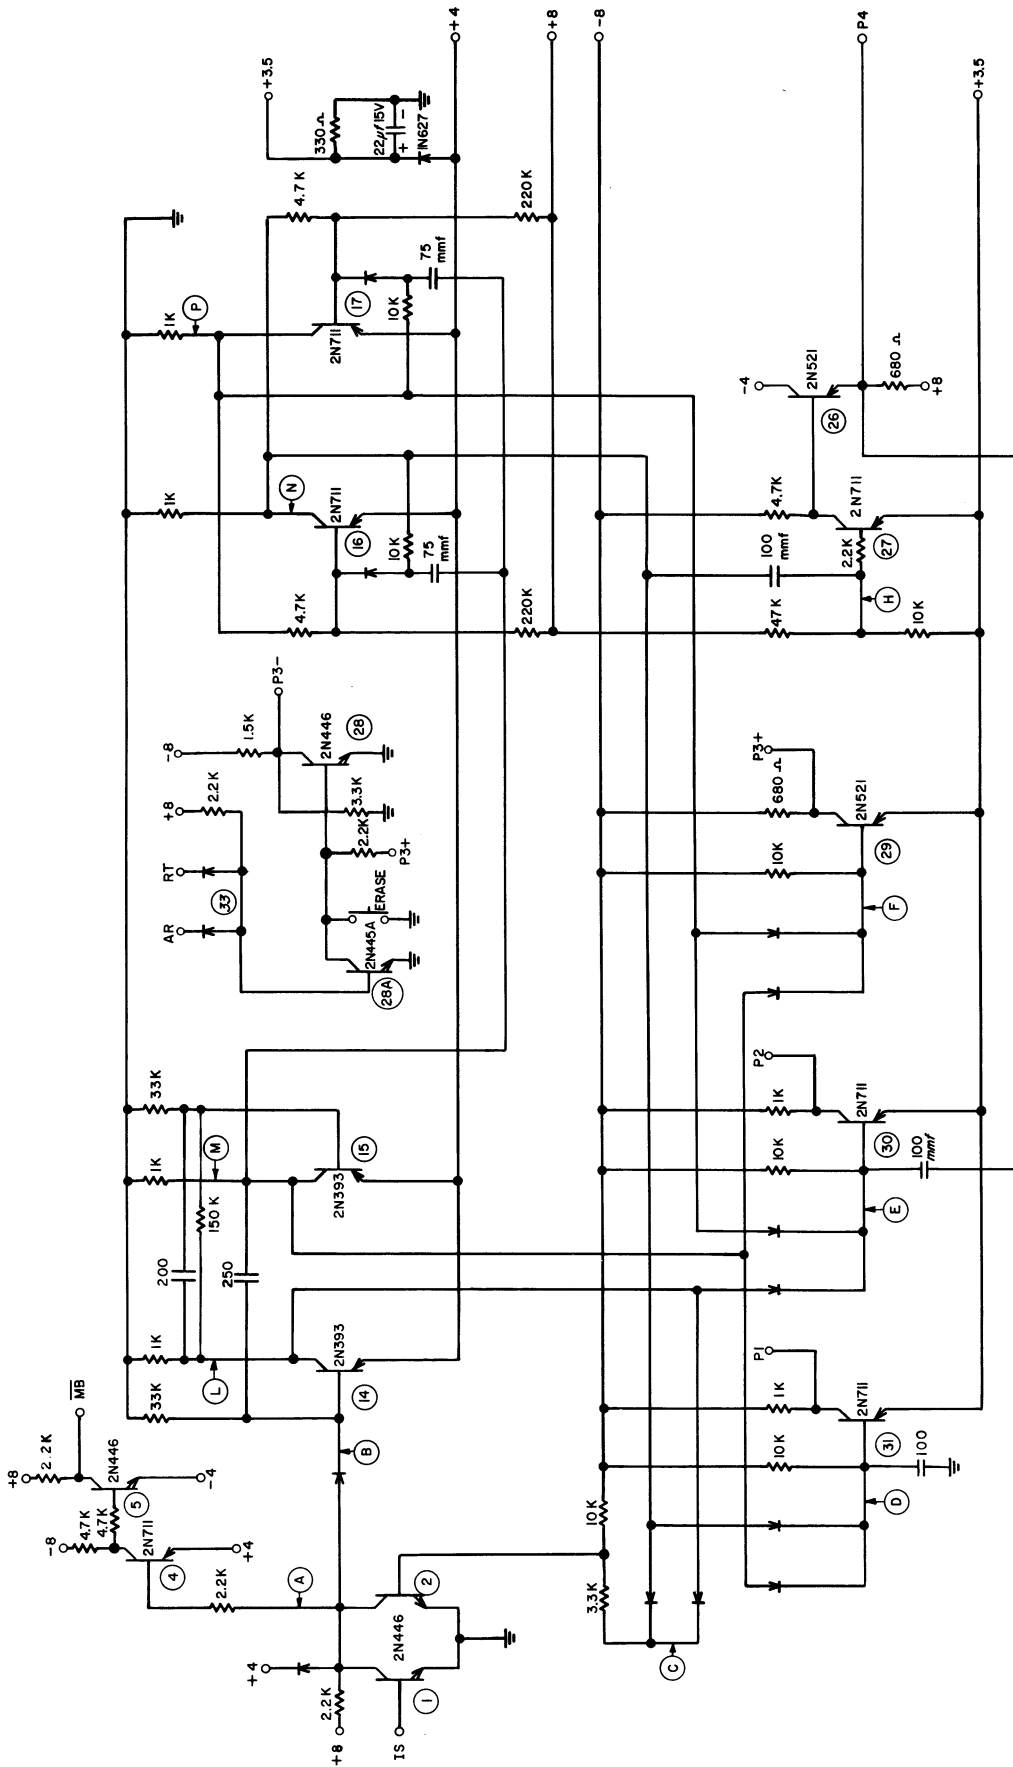 +8
2.2K
M̅B̅
-8
4.7K
4.7K
2N446
5
2N711
4
-4
+4
2.2K
A
33K
1K
L
200
150 K
250
1K
M
33K
AR
RT
+8
-8
33
2.2K
1.5K
P3-
1K
N
1K
P
+3.5
+4
2.2K
+8
IS
1
2N446
2
B
14
2N393
2N393
15
28A
2N445A
ERASE
2.2K
P3+
3.3K
2N446
28
4.7K
16
2N711
10K
75
mmf
2N711
17
10K
4.7K
75
mmf
330Ω
22µf/15V
+ -
1N627
+4
220K
220K
+8
-8
3.3K
10K
C
P1
P2
P3+
-4
10K
1K
10K
1K
10K
680 Ω
47K
100
mmf
4.7K
2N521
26
P4
D
31
2N711
100
E
30
2N711
100
mmf
F
29
2N521
H
10K
2.2K
27
2N711
680 Ω
+8
+3.5